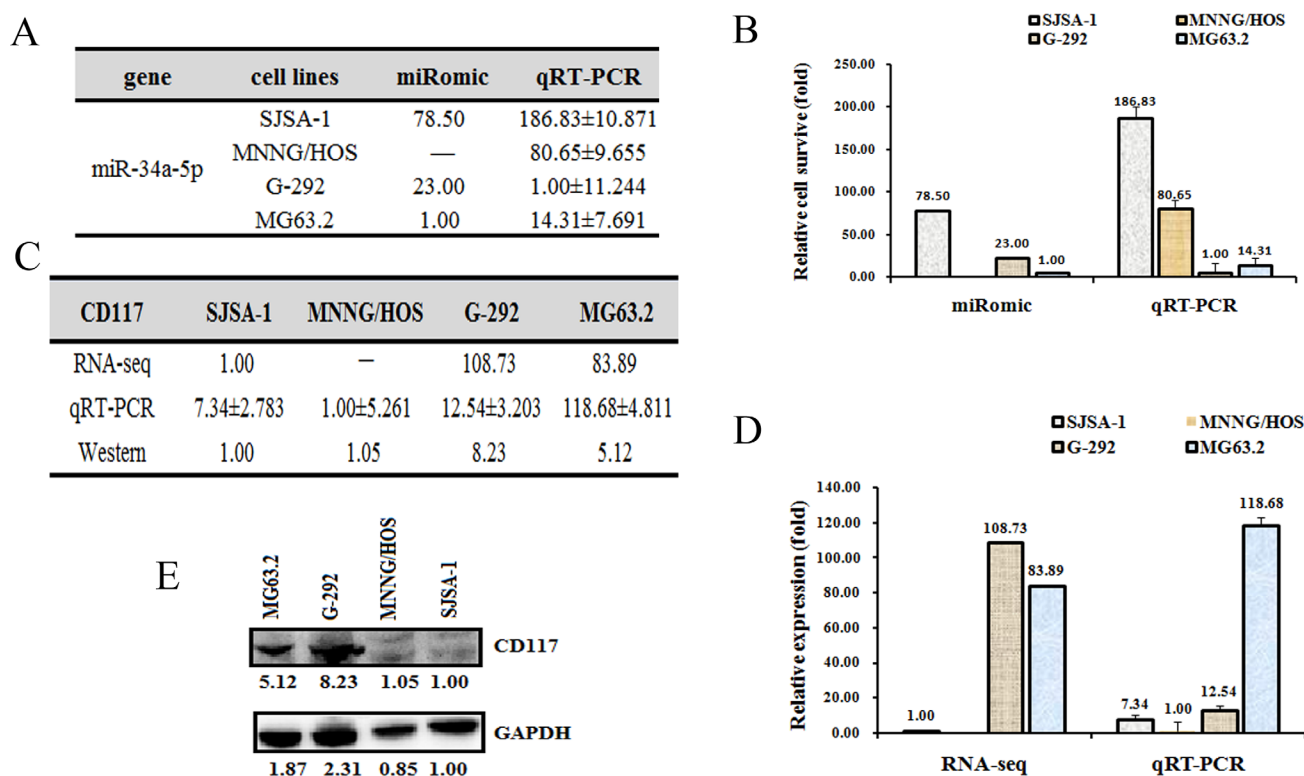 A
gene cell lines miRomic qRT-PCR
miR-34a-5p
SJSA-1 78.50 186.83±10.871
MNNG/HOS — 80.65±9.655
G-292 23.00 1.00±11.244
MG63.2 1.00 14.31±7.691
B
SJSA-1 MNNG/HOS
G-292 MG63.2
Relative cell survive (fold)
250.00
200.00
150.00
100.00
50.00
0.00
78.50
23.00
1.00
186.83
80.65
1.00
14.31
miRomic qRT-PCR
C
CD117 SJSA-1 MNNG/HOS G-292 MG63.2
RNA-seq 1.00 — 108.73 83.89
qRT-PCR 7.34±2.783 1.00±5.261 12.54±3.203 118.68±4.811
Western 1.00 1.05 8.23 5.12
D
SJSA-1 MNNG/HOS
G-292 MG63.2
Relative expression (fold)
140.00
120.00
100.00
80.00
60.00
40.00
20.00
0.00
1.00
108.73
83.89
7.34
1.00
12.54
118.68
RNA-seq qRT-PCR
E
MG63.2
G-292
MNNG/HOS
SJSA-1
CD117
5.12 8.23 1.05 1.00
GAPDH
1.87 2.31 0.85 1.00